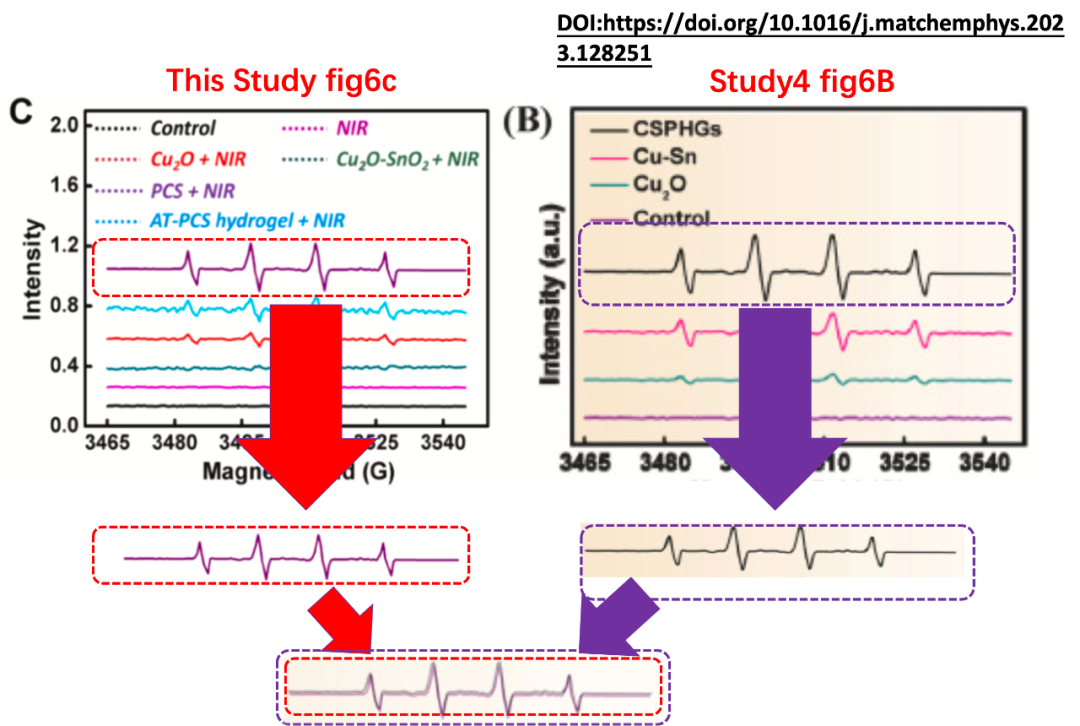 DOI:https://doi.org/10.1016/j.matchemphys.202
3.128251
This Study fig6c
Study4 fig6B
C
2.0
1.6
1.2
0.8
0.4
0.0
Intensity
Control
NIR
Cu₂O + NIR
Cu₂O-SnO₂ + NIR
PCS + NIR
AT-PCS hydrogel + NIR
3465 3480 3525 3540
(G)
(B)
CSPHGs
Cu-Sn
Cu₂O
Control
Intensity (a.u.)
3465 3480 3525 3540